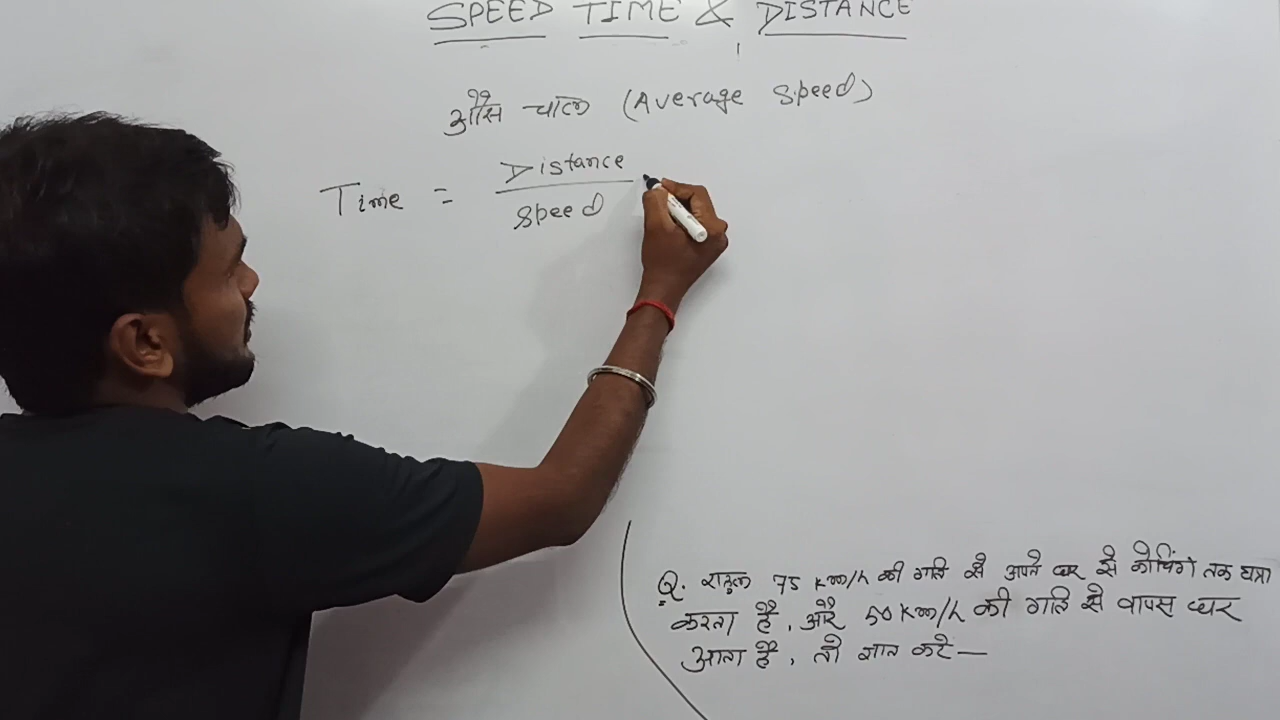 SPEED TIME & DISTANCE
औसै चाल (Average Speed)
Time = Distance
Speed
Q. राहुल 75 Km/h की गति से अपने घर से कोचिंग तक यात्रा
करता है, और 50 Km/h की गति से वापस घर
आता है, तो ज्ञात करे —